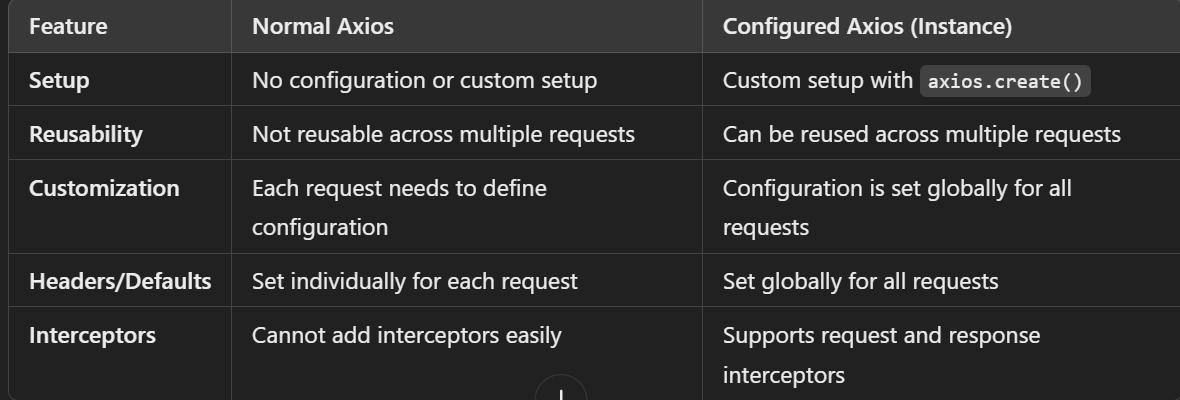 Feature Normal Axios Configured Axios (Instance)
Setup No configuration or custom setup Custom setup with axios.create()
Reusability Not reusable across multiple requests Can be reused across multiple requests
Customization Each request needs to define Configuration is set globally for all
configuration requests
Headers/Defaults Set individually for each request Set globally for all requests
Interceptors Cannot add interceptors easily Supports request and response
interceptors